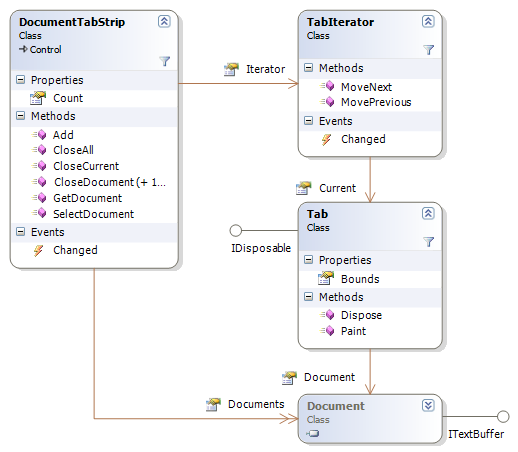 DocumentTabStrip
Class
Control
Properties
Count
Methods
Add
CloseAll
CloseCurrent
CloseDocument (+ 1...
GetDocument
SelectDocument
Events
Changed
Iterator
TabIterator
Class
Methods
MoveNext
MovePrevious
Events
Changed
Current
IDisposable
Tab
Class
Properties
Bounds
Methods
Dispose
Paint
Document
Documents
Document
Class
ITextBuffer